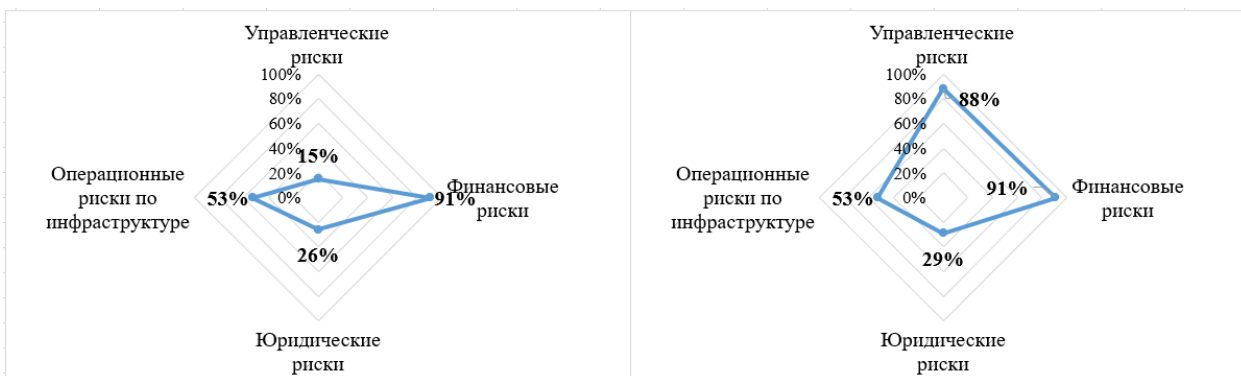 Управленческие
риски
100%
80%
60%
40%
20%
0%
15%
91%
26%
53%
Операционные
риски по
инфраструктуре
Финансовые
риски
Юридические
риски
Управленческие
риски
100%
80%
60%
40%
20%
0%
88%
91%
29%
53%
Операционные
риски по
инфраструктуре
Финансовые
риски
Юридические
риски